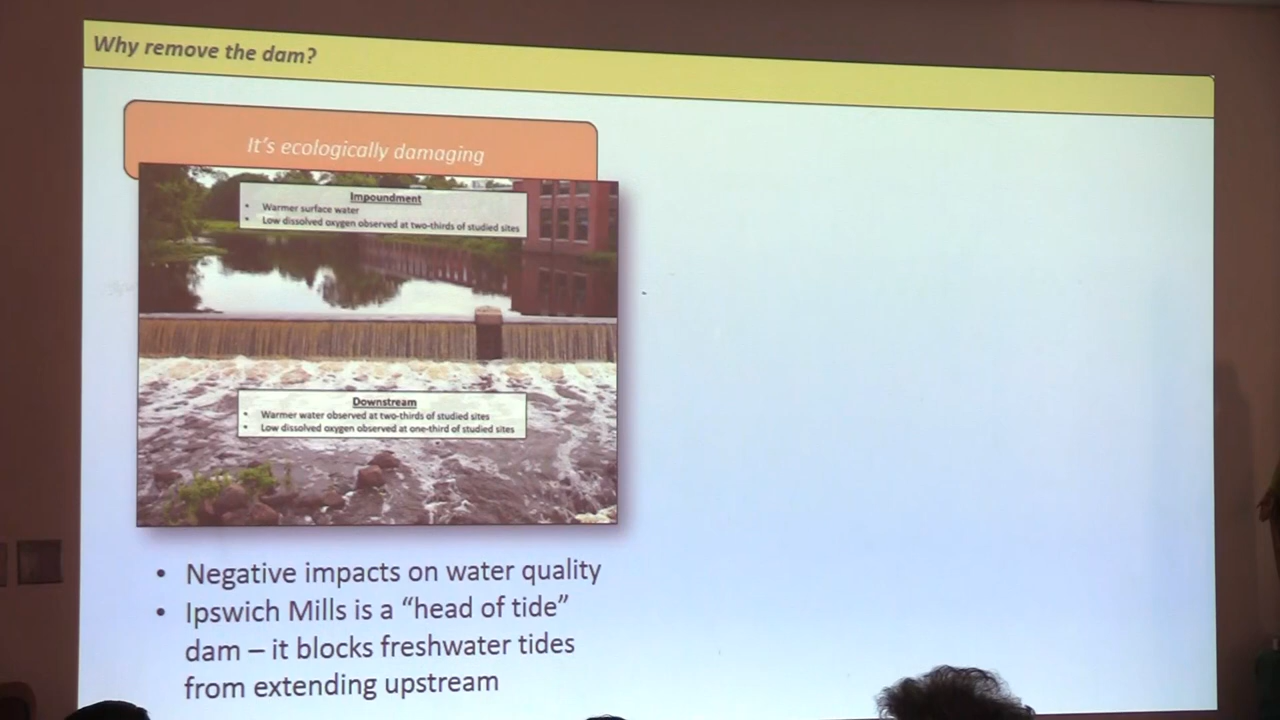 Why remove the dam?
It's ecologically damaging
Impoundment
• Warmer surface water
• Low dissolved oxygen observed at two-thirds of studied sites
Downstream
• Warmer water observed at two-thirds of studied sites
• Low dissolved oxygen observed at one-third of studied sites
• Negative impacts on water quality
• Ipswich Mills is a “head of tide”
dam – it blocks freshwater tides
from extending upstream